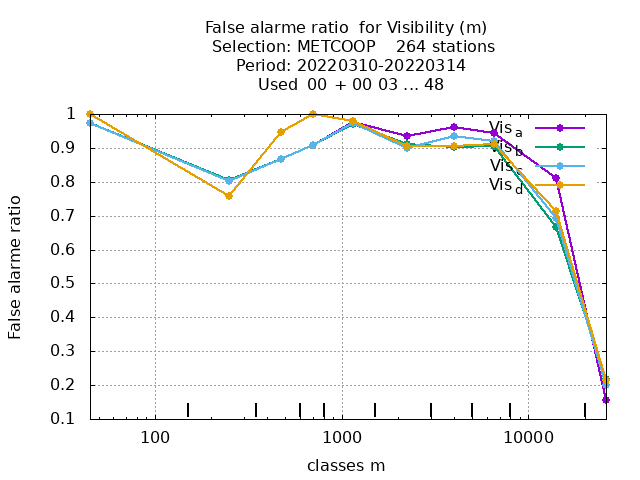 False alarme ratio  for Visibility (m)
Selection: METCOOP    264 stations
Period: 20220310-20220314
Used  00 + 00 03 ... 48
1
0.9
0.8
0.7
0.6
0.5
0.4
0.3
0.2
0.1
False alarme ratio
Vis a
Vis b
Vis c
Vis d
100
1000
10000
classes m